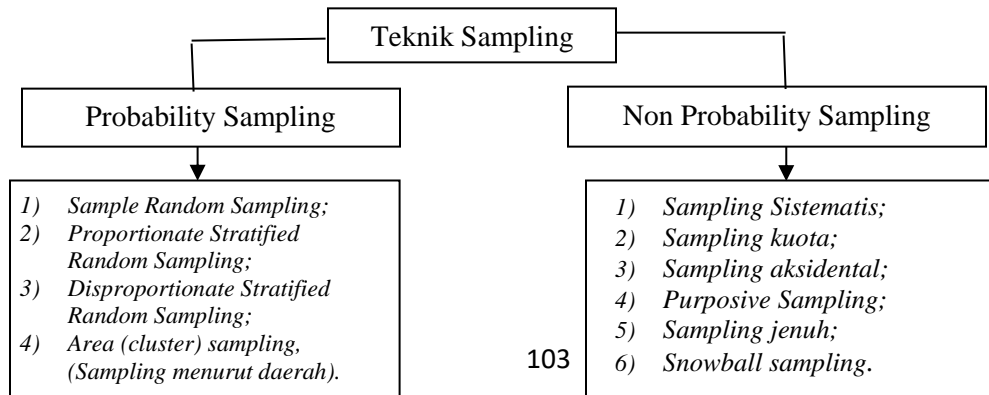 Teknik Sampling
Probability Sampling
Non Probability Sampling
1) Sample Random Sampling;
2) Proportionate Stratified
Random Sampling;
3) Disproportionate Stratified
Random Sampling;
4) Area (cluster) sampling,
(Sampling menurut daerah).
1) Sampling Sistematis;
2) Sampling kuota;
3) Sampling aksidental;
4) Purposive Sampling;
5) Sampling jenuh;
6) Snowball sampling.
103